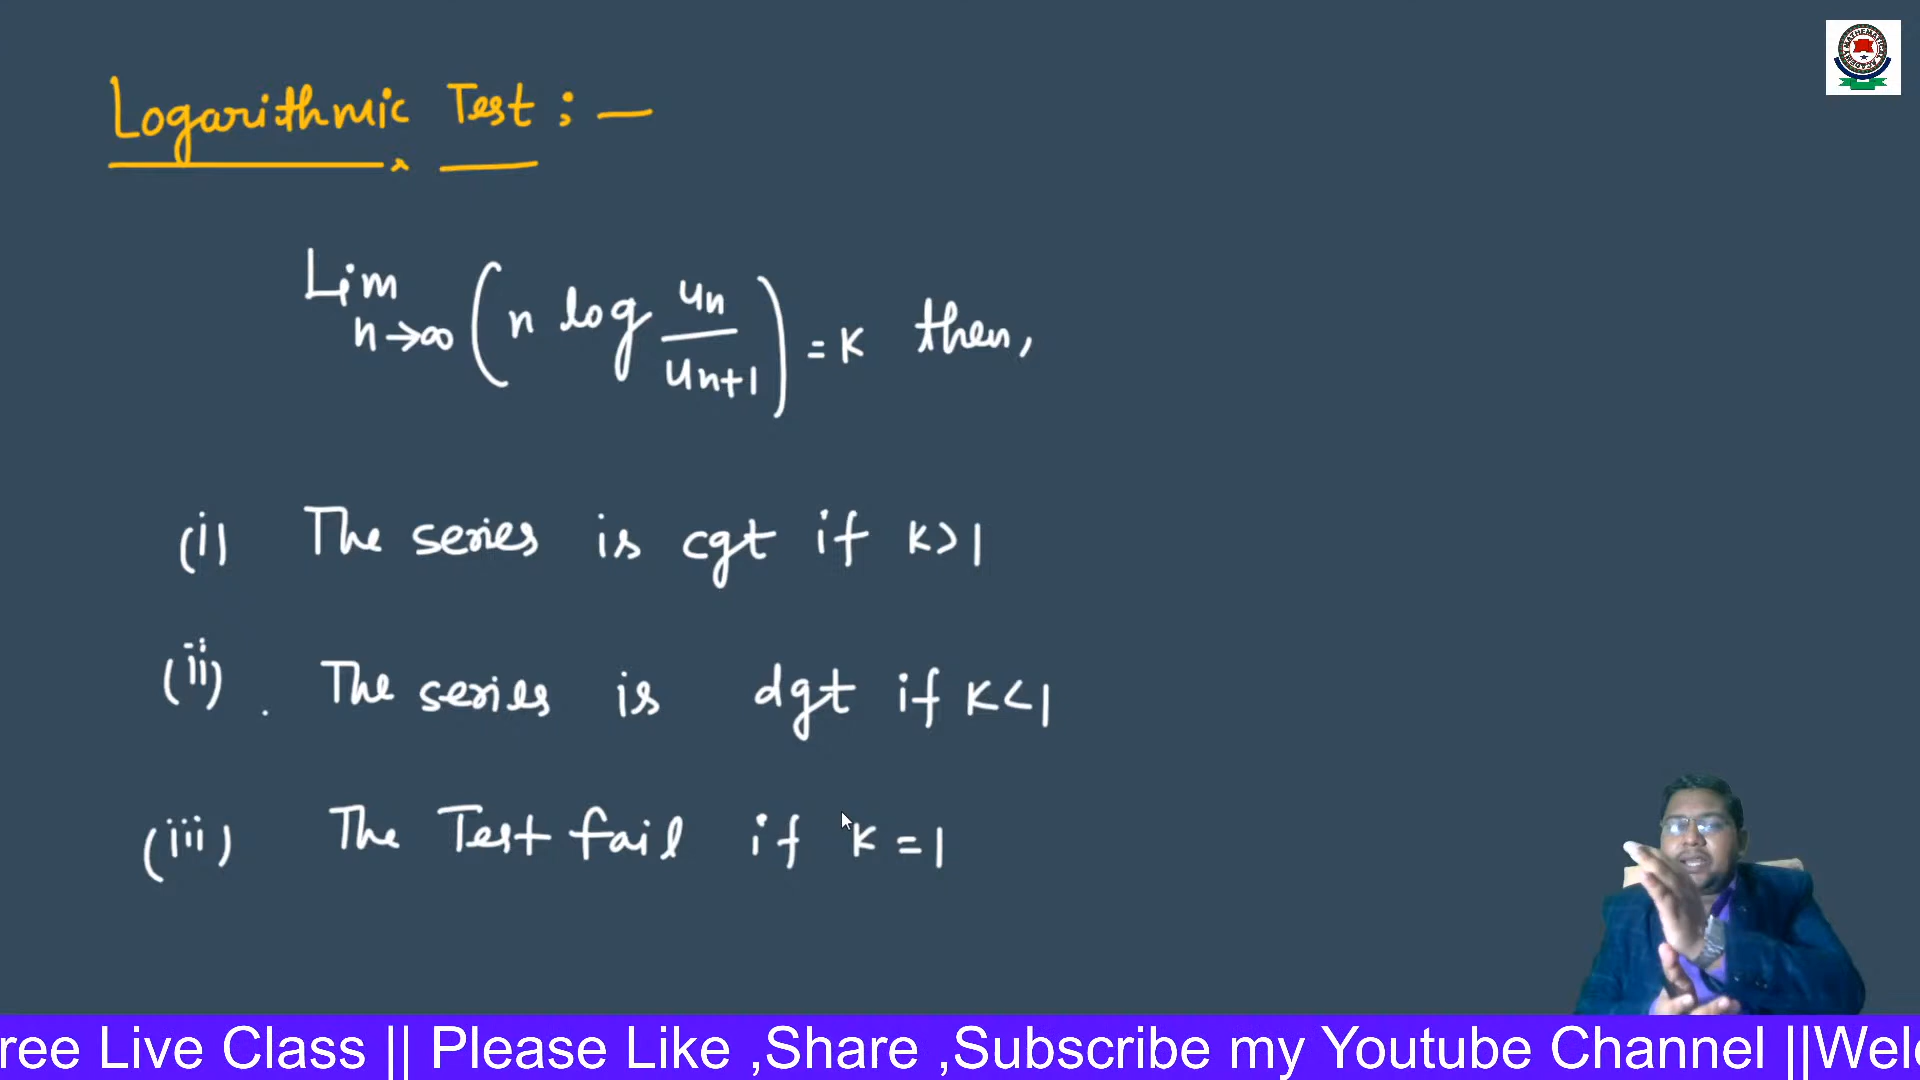 Logarithmic Test :—
Lim n→∞ ( n log un/un+1 ) = K then,
(i) The series is cgt if K>1
(ii). The series is dgt if K<1
(iii) The Test fail if K=1
ree Live Class || Please Like ,Share ,Subscribe my Youtube Channel ||Wel